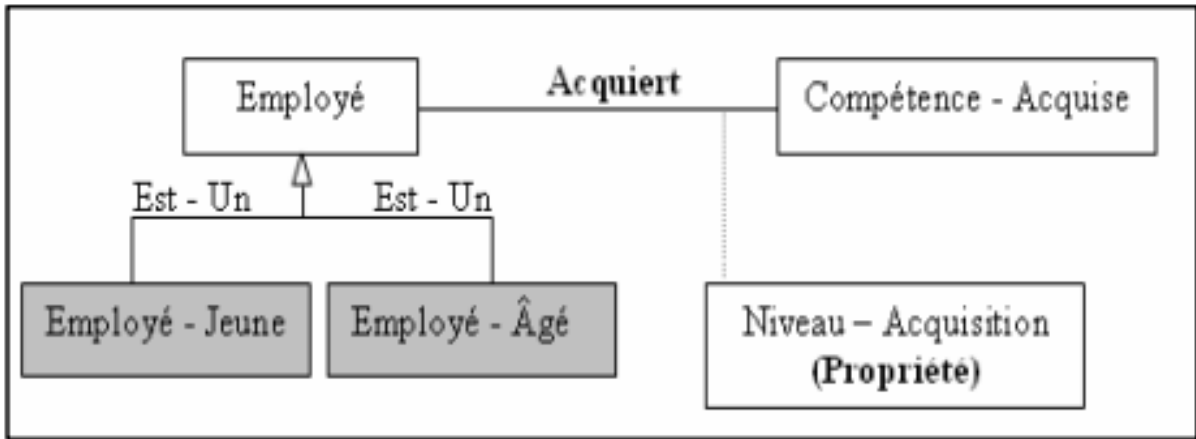 Employé
Acquiert
Compétence - Acquise
Est - Un
Est - Un
Employé - Jeune
Employé - Âgé
Niveau – Acquisition
(Propriété)